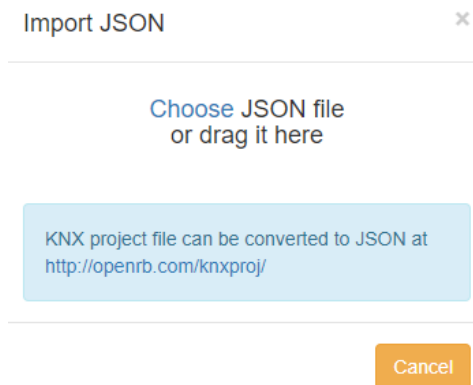 Import JSON
×
Choose JSON file
or drag it here
KNX project file can be converted to JSON at
http://openrb.com/knxproj/
Cancel